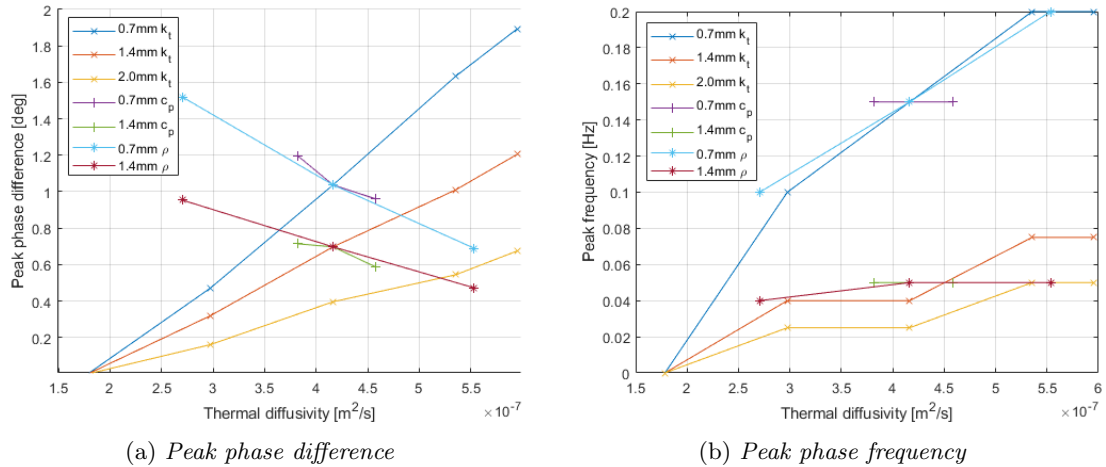 2
1.8
1.6
1.4
1.2
1
0.8
0.6
0.4
0.2
Peak phase difference [deg]
0.7mm k_t
1.4mm k_t
2.0mm k_t
0.7mm c_p
1.4mm c_p
0.7mm ρ
1.4mm ρ
1.5 2 2.5 3 3.5 4 4.5 5 5.5
Thermal diffusivity [m²/s]
×10⁻⁷
(a) Peak phase difference
0.2
0.18
0.16
0.14
0.12
0.1
0.08
0.06
0.04
0.02
0
Peak frequency [Hz]
0.7mm k_t
1.4mm k_t
2.0mm k_t
0.7mm c_p
1.4mm c_p
0.7mm ρ
1.4mm ρ
1.5 2 2.5 3 3.5 4 4.5 5 5.5 6
Thermal diffusivity [m²/s]
×10⁻⁷
(b) Peak phase frequency